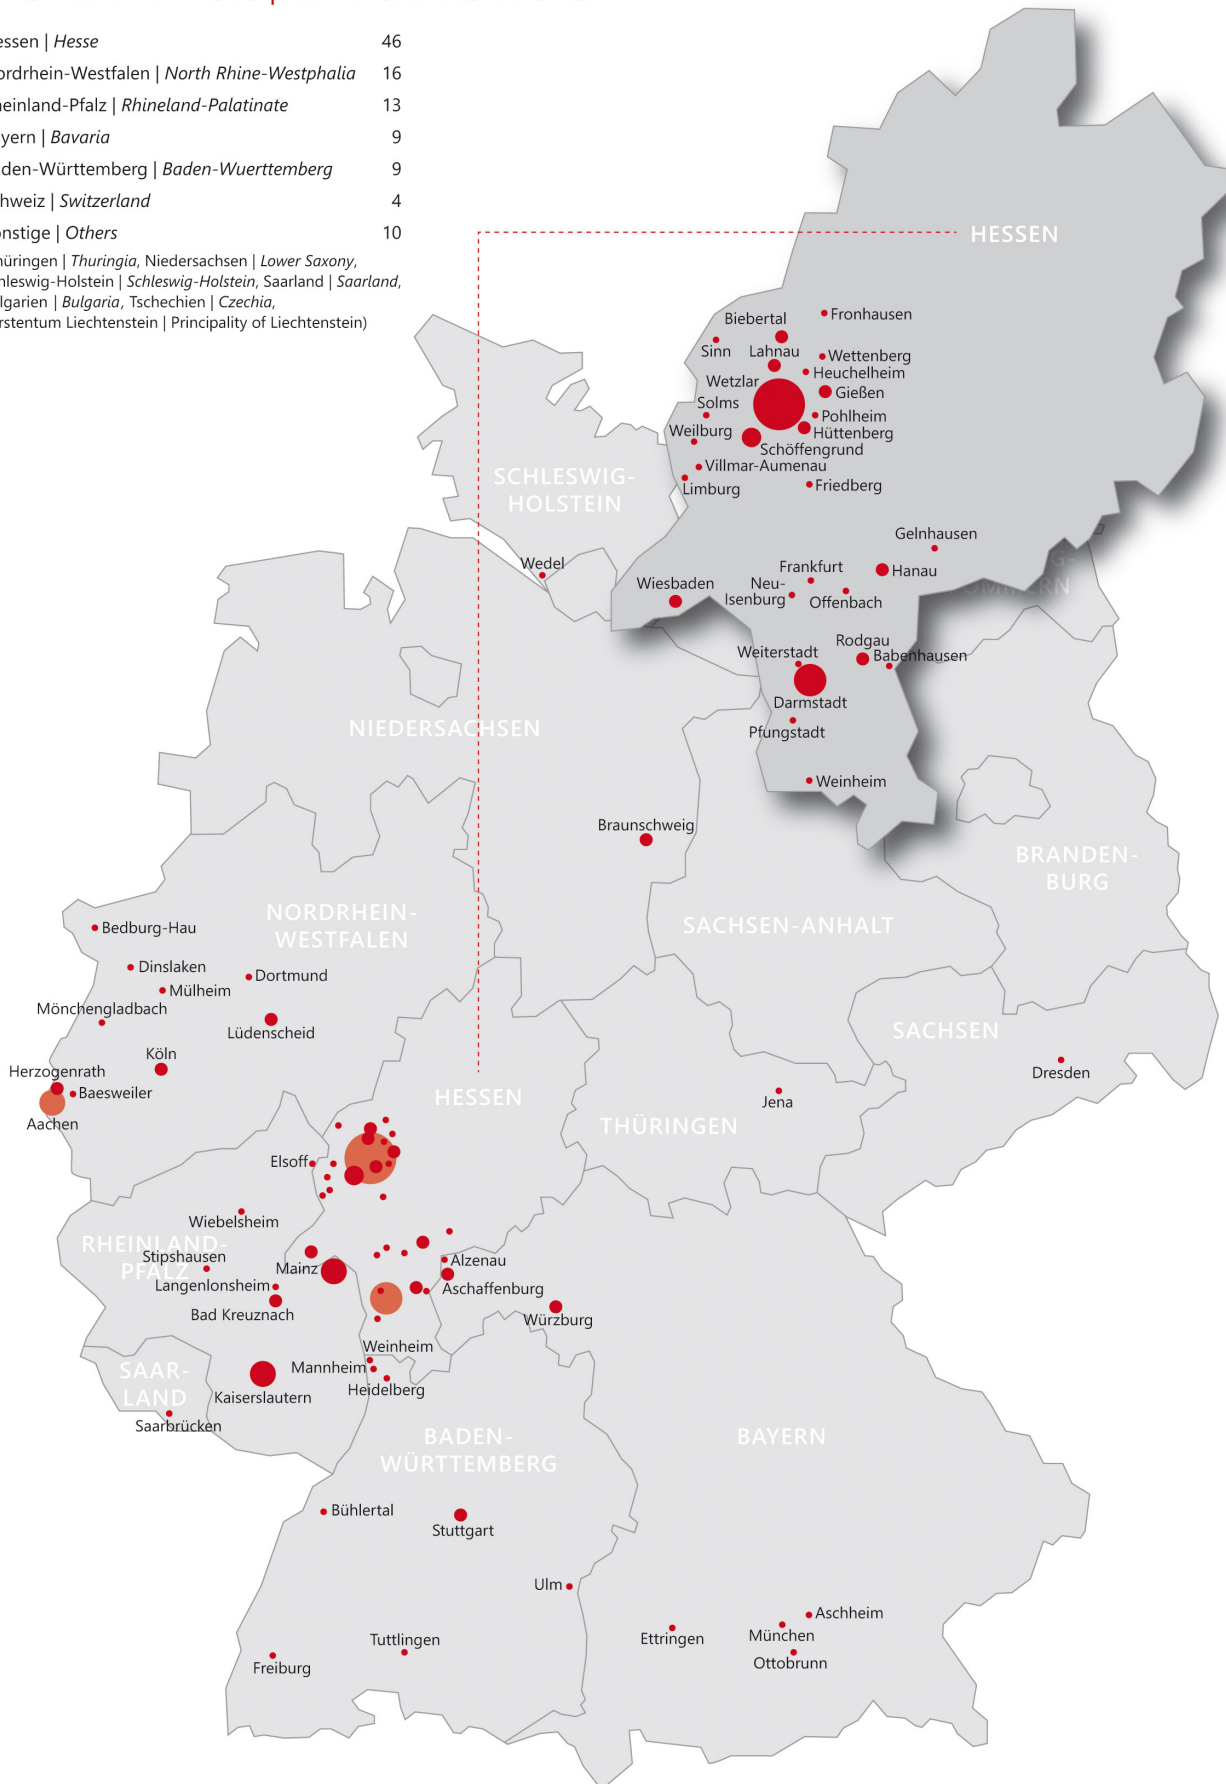 essen | Hesse 46
ordrhein-Westfalen | North Rhine-Westphalia 16
heinland-Pfalz | Rhineland-Palatinate 13
yern | Bavaria 9
den-Württemberg | Baden-Wuerttemberg 9
hweiz | Switzerland 4
onstige | Others 10
hüringen | Thuringia, Niedersachsen | Lower Saxony,
hleswig-Holstein | Schleswig-Holstein, Saarland | Saarland,
lgarien | Bulgaria, Tschechien | Czechia,
rstentum Liechtenstein | Principality of Liechtenstein)
HESSEN
Fronhausen
Biebertal
Sinn
Lahnau
Wettenberg
Heuchelheim
Wetzlar
Gießen
Solms
Pohlheim
Weilburg
Hüttenberg
Schöffengrund
Villmar-Aumenau
Limburg
Friedberg
SCHLESWIG-
HOLSTEIN
Gelnhausen
Wedel
Frankfurt
Hanau
Wiesbaden
Neu-
Isenburg
Offenbach
Rodgau
Weiterstadt
Babenhausen
Darmstadt
NIEDERSACHSEN
Pfungstadt
Weinheim
Braunschweig
BRANDEN-
BURG
NORDRHEIN-
WESTFALEN
SACHSEN-ANHALT
Bedburg-Hau
Dinslaken
Dortmund
Mülheim
Mönchengladbach
Lüdenscheid
SACHSEN
Köln
Herzogenrath
Dresden
Baesweiler
HESSEN
Jena
Aachen
THÜRINGEN
Elsoff
Wiebelsheim
RHEINLAND-
PFALZ
Stipshausen
Mainz
Alzenau
Langenlonsheim
Aschaffenburg
Bad Kreuznach
Würzburg
Weinheim
Mannheim
SAAR-
LAND
Heidelberg
Kaiserslautern
Saarbrücken
BADEN-
WÜRTTEMBERG
BAYERN
Bühlertal
Stuttgart
Ulm
Aschheim
Ettringen
München
Tuttlingen
Ottobrunn
Freiburg